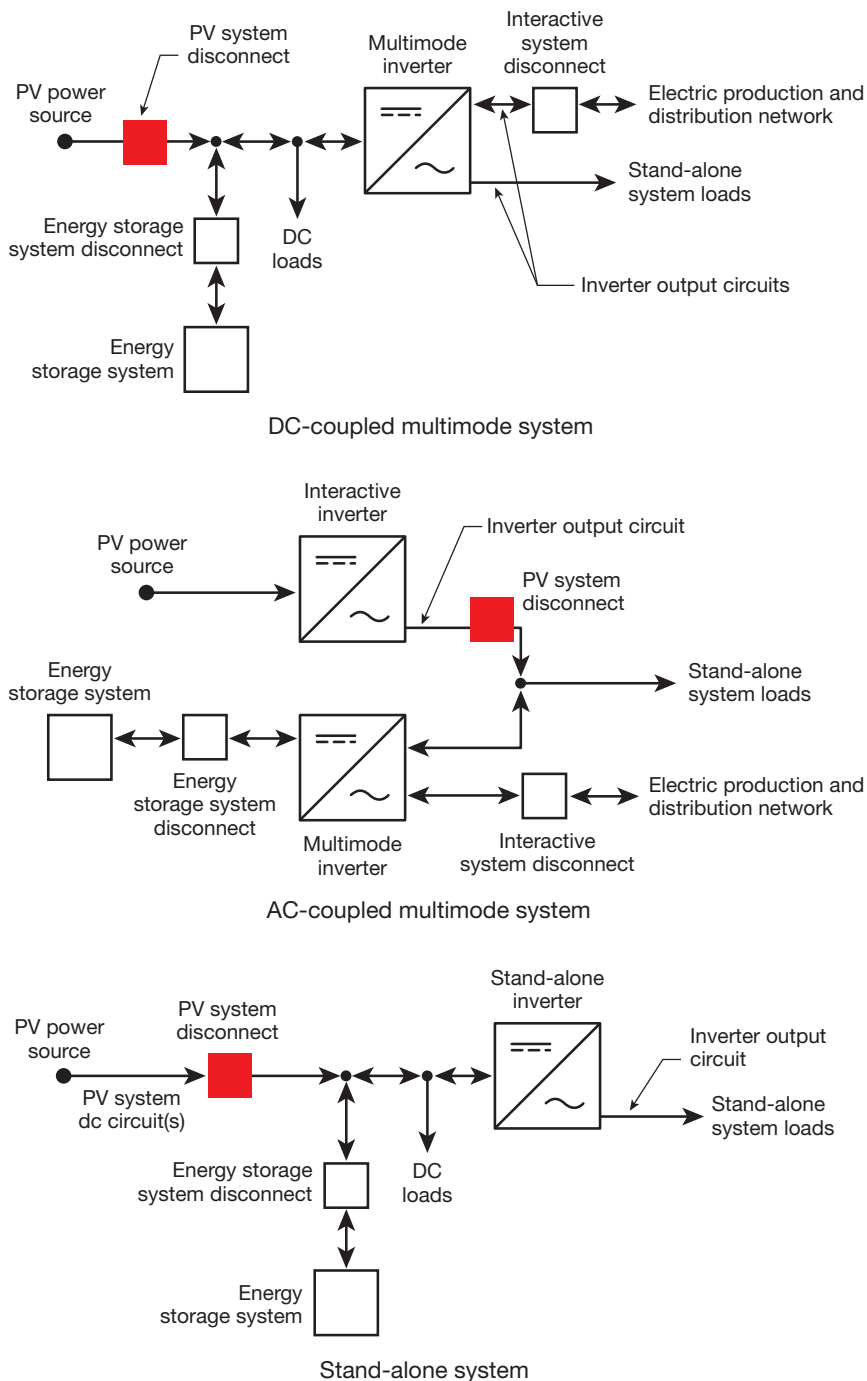 PV system
disconnect
Multimode
inverter
Interactive
system
disconnect
PV power
source
Electric production and
distribution network
Stand-alone
system loads
Energy storage
system disconnect
DC
loads
Inverter output circuits
Energy
storage system
DC-coupled multimode system
Interactive
inverter
Inverter output circuit
PV power
source
PV system
disconnect
Energy
storage system
Stand-alone
system loads
Energy
storage system
disconnect
Multimode
inverter
Interactive
system disconnect
Electric production and
distribution network
AC-coupled multimode system
Stand-alone
inverter
PV power
source
PV system
disconnect
Inverter output
circuit
PV system
dc circuit(s)
Stand-alone
system loads
Energy storage
system disconnect
DC
loads
Energy
storage system
Stand-alone system